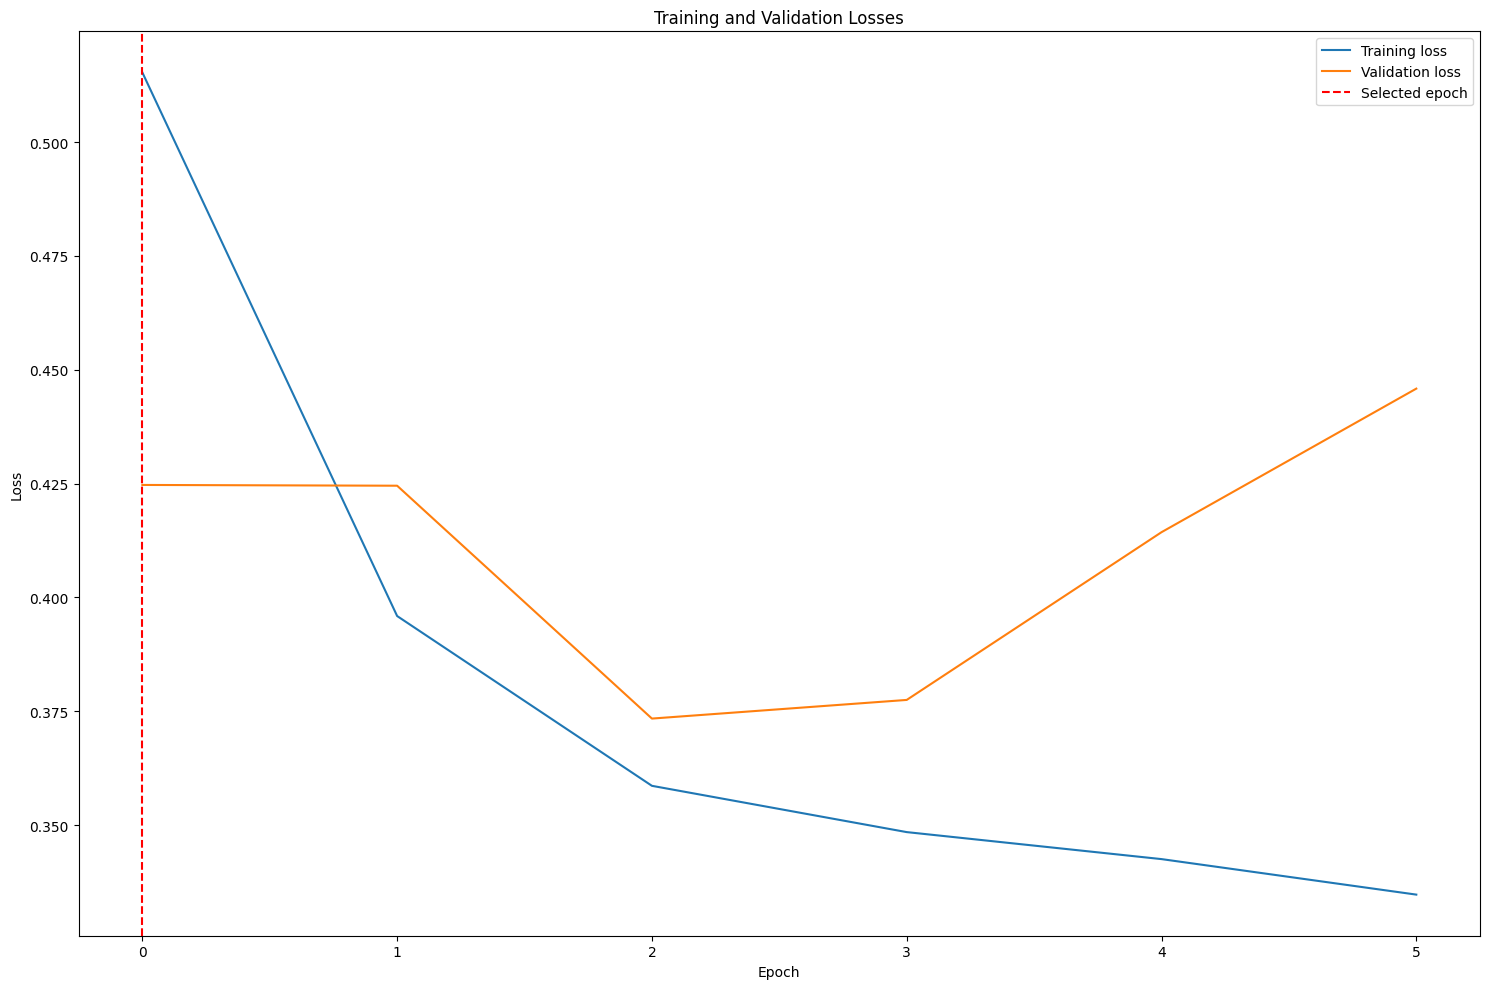 Training and Validation Losses
Training loss
Validation loss
Selected epoch
0.500
0.475
0.450
0.425
0.400
0.375
0.350
Loss
0 1 2 3 4 5
Epoch